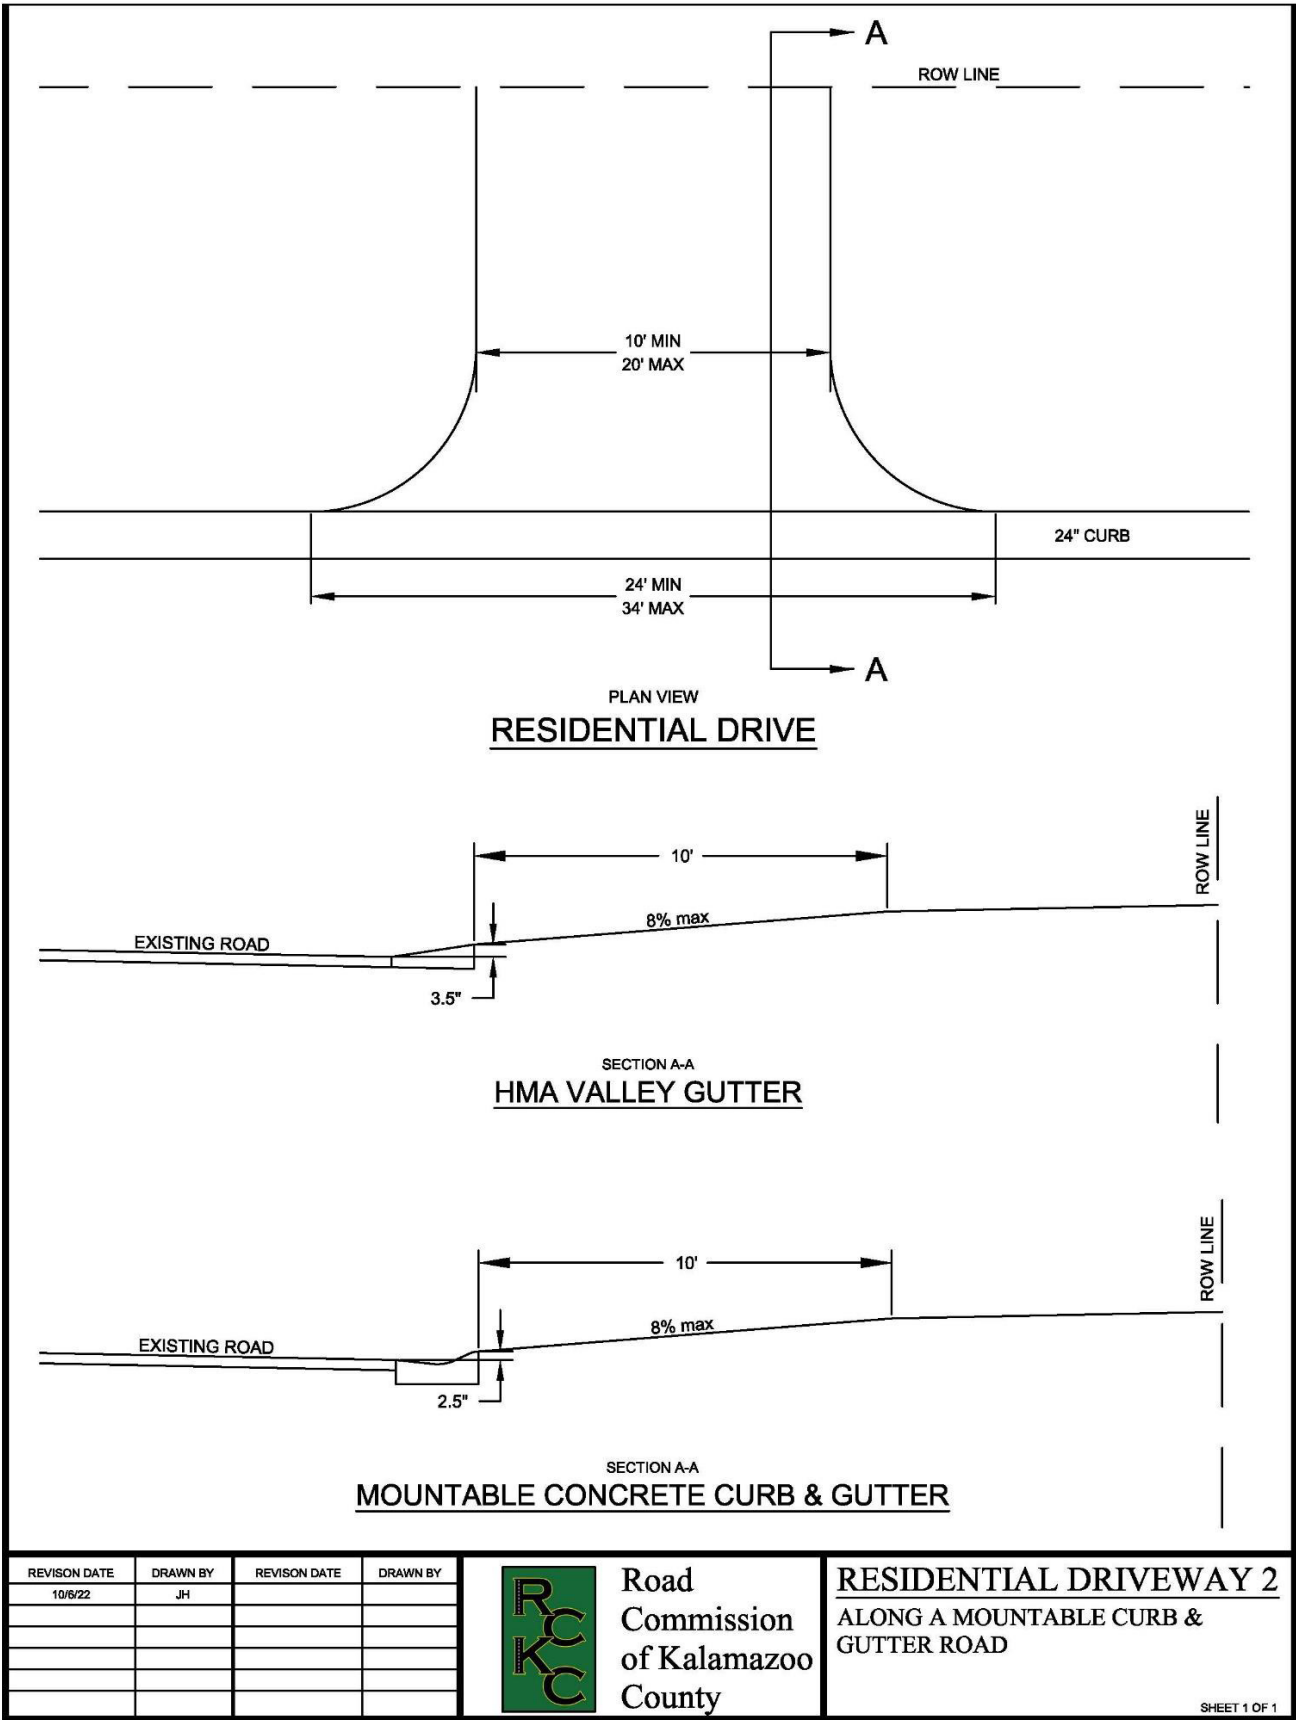 A
ROW LINE
10' MIN
20' MAX
24" CURB
24' MIN
34' MAX
A
PLAN VIEW
RESIDENTIAL DRIVE
ROW LINE
10'
8% max
EXISTING ROAD
3.5"
SECTION A-A
HMA VALLEY GUTTER
ROW LINE
10'
8% max
EXISTING ROAD
2.5"
SECTION A-A
MOUNTABLE CONCRETE CURB & GUTTER
REVISON DATE DRAWN BY REVISON DATE DRAWN BY
10/6/22 JH
RCKC
Road
Commission
of Kalamazoo
County
RESIDENTIAL DRIVEWAY 2
ALONG A MOUNTABLE CURB &
GUTTER ROAD
SHEET 1 OF 1